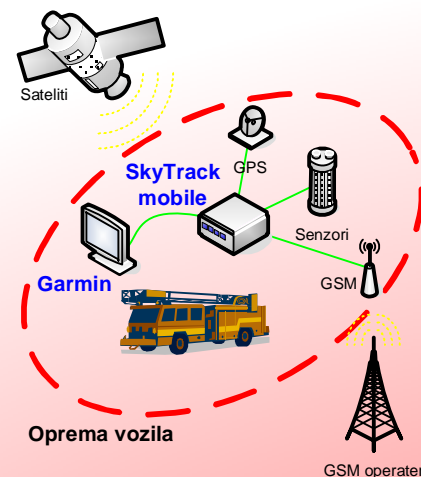 Sateliti
GPS
SkyTrack
mobile
Senzori
Garmin
GSM
Oprema vozila
GSM operater